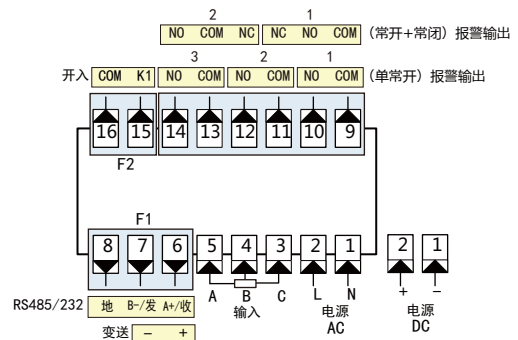 2 1
NO COM NC NC NO COM (常开+常闭) 报警输出
3 2 1
开入 COM K1 NO COM NO COM NO COM (单常开) 报警输出
16 15 14 13 12 11 10 9
F2
F1
8 7 6 5 4 3 2 1 2 1
A B C L N + −
输入 电源 AC 电源 DC
RS485/232 地 B-/发 A+/收
变送 − +